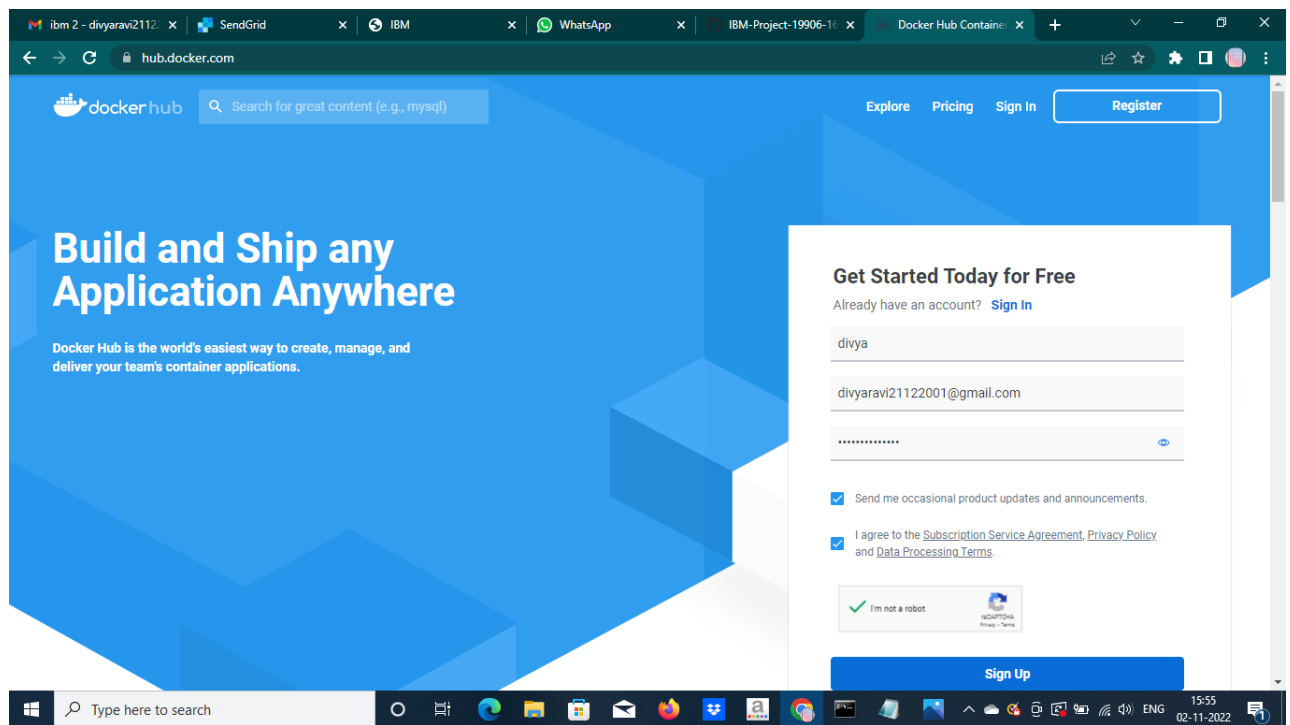 ibm 2 - divyaravi2112
SendGrid
IBM
WhatsApp
IBM-Project-19906-16
Docker Hub Container
hub.docker.com
dockerhub
Search for great content (e.g., mysql)
Explore
Pricing
Sign In
Register
Build and Ship any
Application Anywhere
Docker Hub is the world's easiest way to create, manage, and
deliver your team's container applications.
Get Started Today for Free
Already have an account? Sign In
divya
divyaravi21122001@gmail.com
••••••••••••••
Send me occasional product updates and announcements.
I agree to the Subscription Service Agreement, Privacy Policy
and Data Processing Terms.
I'm not a robot
reCAPTCHA
Privacy - Terms
Sign Up
Type here to search
a
ENG
15:55
02-11-2022
1